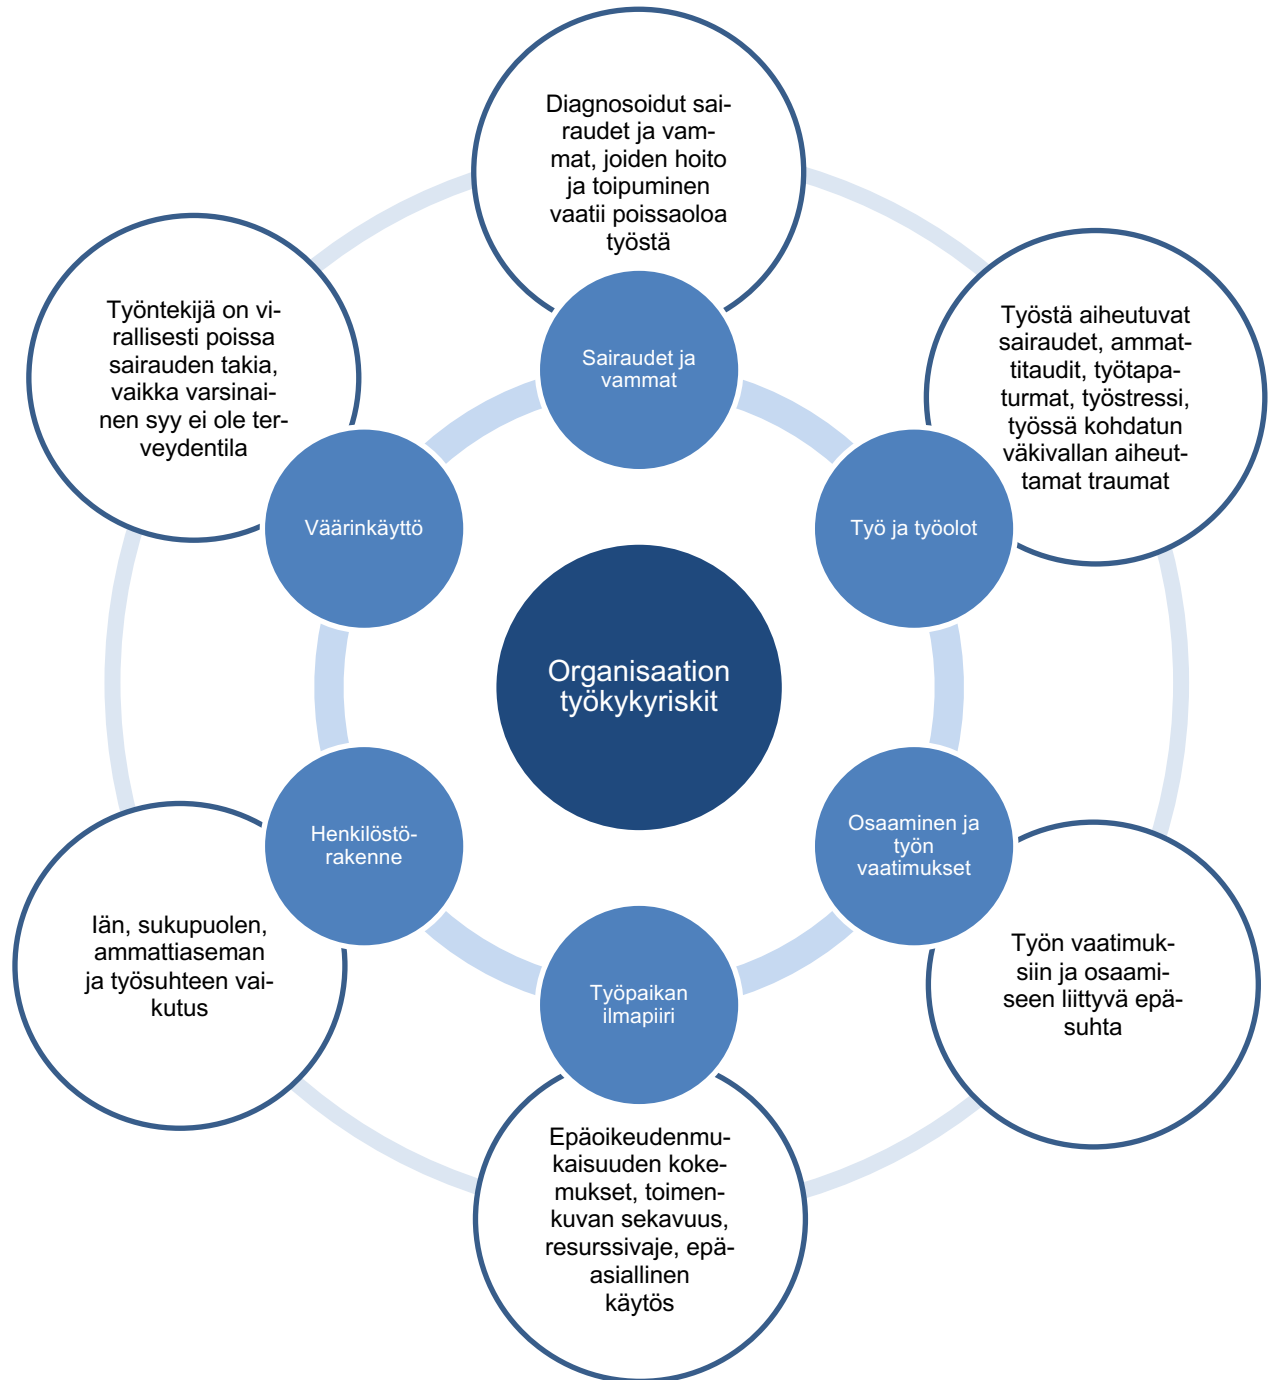 Diagnosoidut sai-
raudet ja vam-
mat, joiden hoito
ja toipuminen
vaatii poissaoloa
työstä
Sairaudet ja
vammat
Työstä aiheutuvat
sairaudet, ammat-
titaudit, työtapa-
turmat, työstressi,
työssä kohdatun
väkivallan aiheut-
tamat traumat
Työ ja työolot
Työn vaatimuk-
siin ja osaami-
seen liittyvä epä-
suhta
Osaaminen ja
työn
vaatimukset
Epäoikeudenmu-
kaisuuden koke-
mukset, toimen-
kuvan sekavuus,
resurssivaje, epä-
asiallinen
käytös
Työpaikan
ilmapiiri
Iän, sukupuolen,
ammattiaseman
ja työsuhteen vai-
kutus
Henkilöstö-
rakenne
Työntekijä on vi-
rallisesti poissa
sairauden takia,
vaikka varsinai-
nen syy ei ole ter-
veydentila
Väärinkäyttö
Organisaation
työkykyriskit